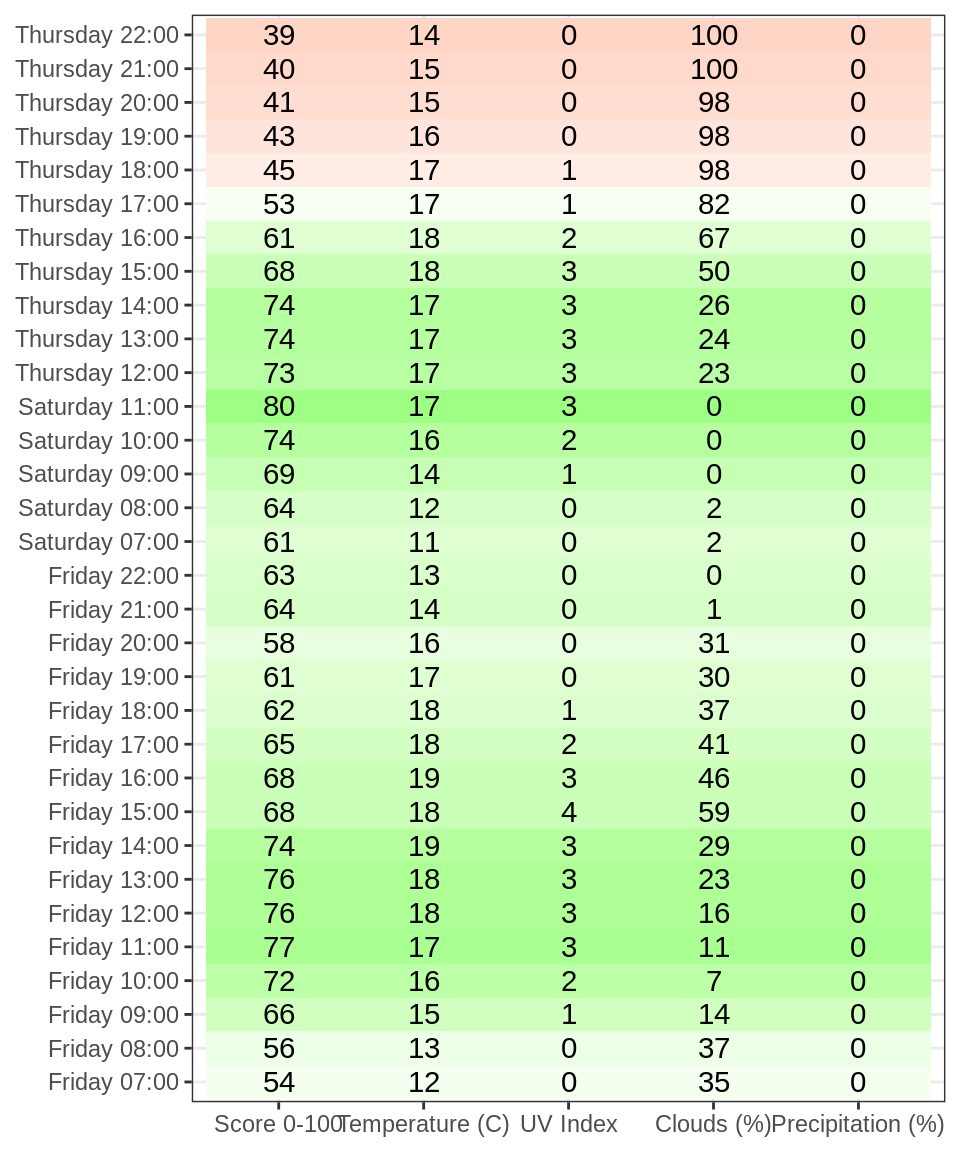 Thursday 22:00 39 14 0 100 0
Thursday 21:00 40 15 0 100 0
Thursday 20:00 41 15 0 98 0
Thursday 19:00 43 16 0 98 0
Thursday 18:00 45 17 1 98 0
Thursday 17:00 53 17 1 82 0
Thursday 16:00 61 18 2 67 0
Thursday 15:00 68 18 3 50 0
Thursday 14:00 74 17 3 26 0
Thursday 13:00 74 17 3 24 0
Thursday 12:00 73 17 3 23 0
Saturday 11:00 80 17 3 0 0
Saturday 10:00 74 16 2 0 0
Saturday 09:00 69 14 1 0 0
Saturday 08:00 64 12 0 2 0
Saturday 07:00 61 11 0 2 0
Friday 22:00 63 13 0 0 0
Friday 21:00 64 14 0 1 0
Friday 20:00 58 16 0 31 0
Friday 19:00 61 17 0 30 0
Friday 18:00 62 18 1 37 0
Friday 17:00 65 18 2 41 0
Friday 16:00 68 19 3 46 0
Friday 15:00 68 18 4 59 0
Friday 14:00 74 19 3 29 0
Friday 13:00 76 18 3 23 0
Friday 12:00 76 18 3 16 0
Friday 11:00 77 17 3 11 0
Friday 10:00 72 16 2 7 0
Friday 09:00 66 15 1 14 0
Friday 08:00 56 13 0 37 0
Friday 07:00 54 12 0 35 0
Score 0-100 Temperature (C) UV Index Clouds (%) Precipitation (%)